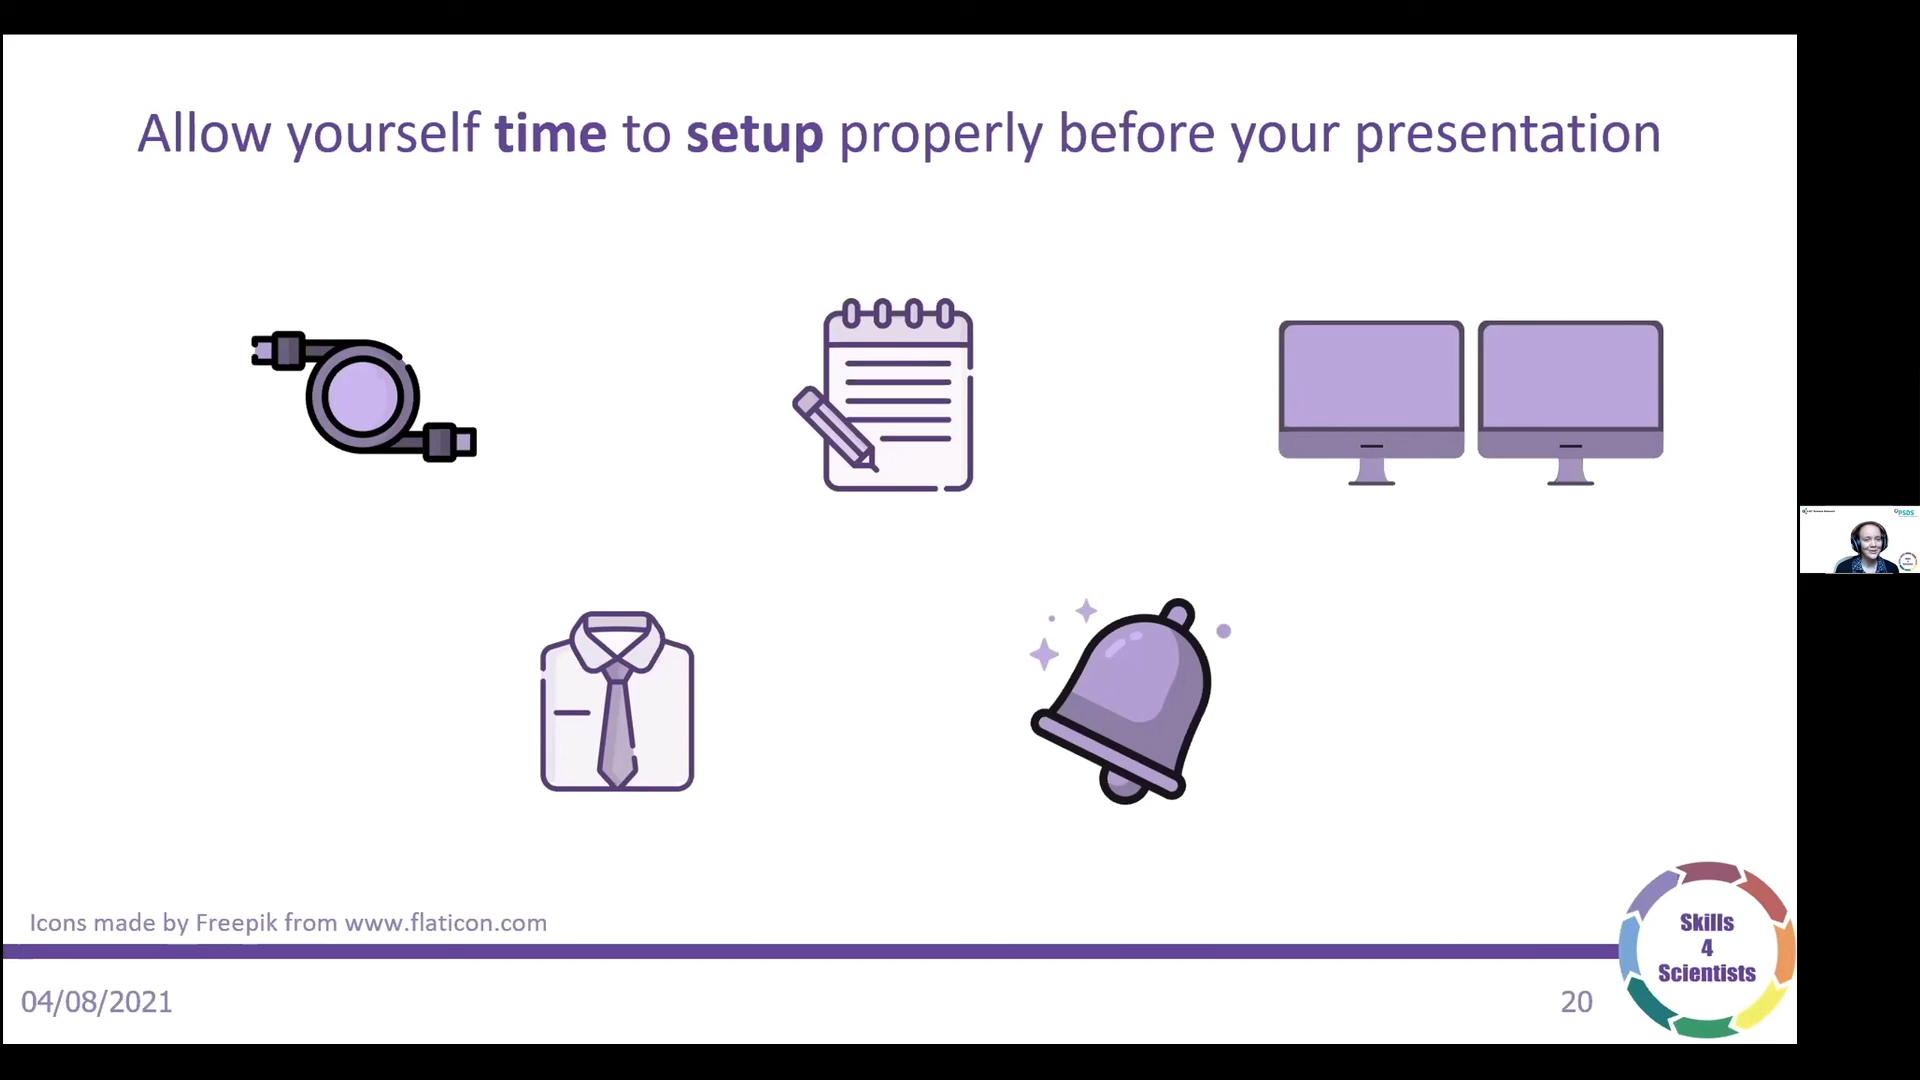 Allow yourself time to setup properly before your presentation
PSDS
Icons made by Freepik from www.flaticon.com
Skills
4
Scientists
04/08/2021
20